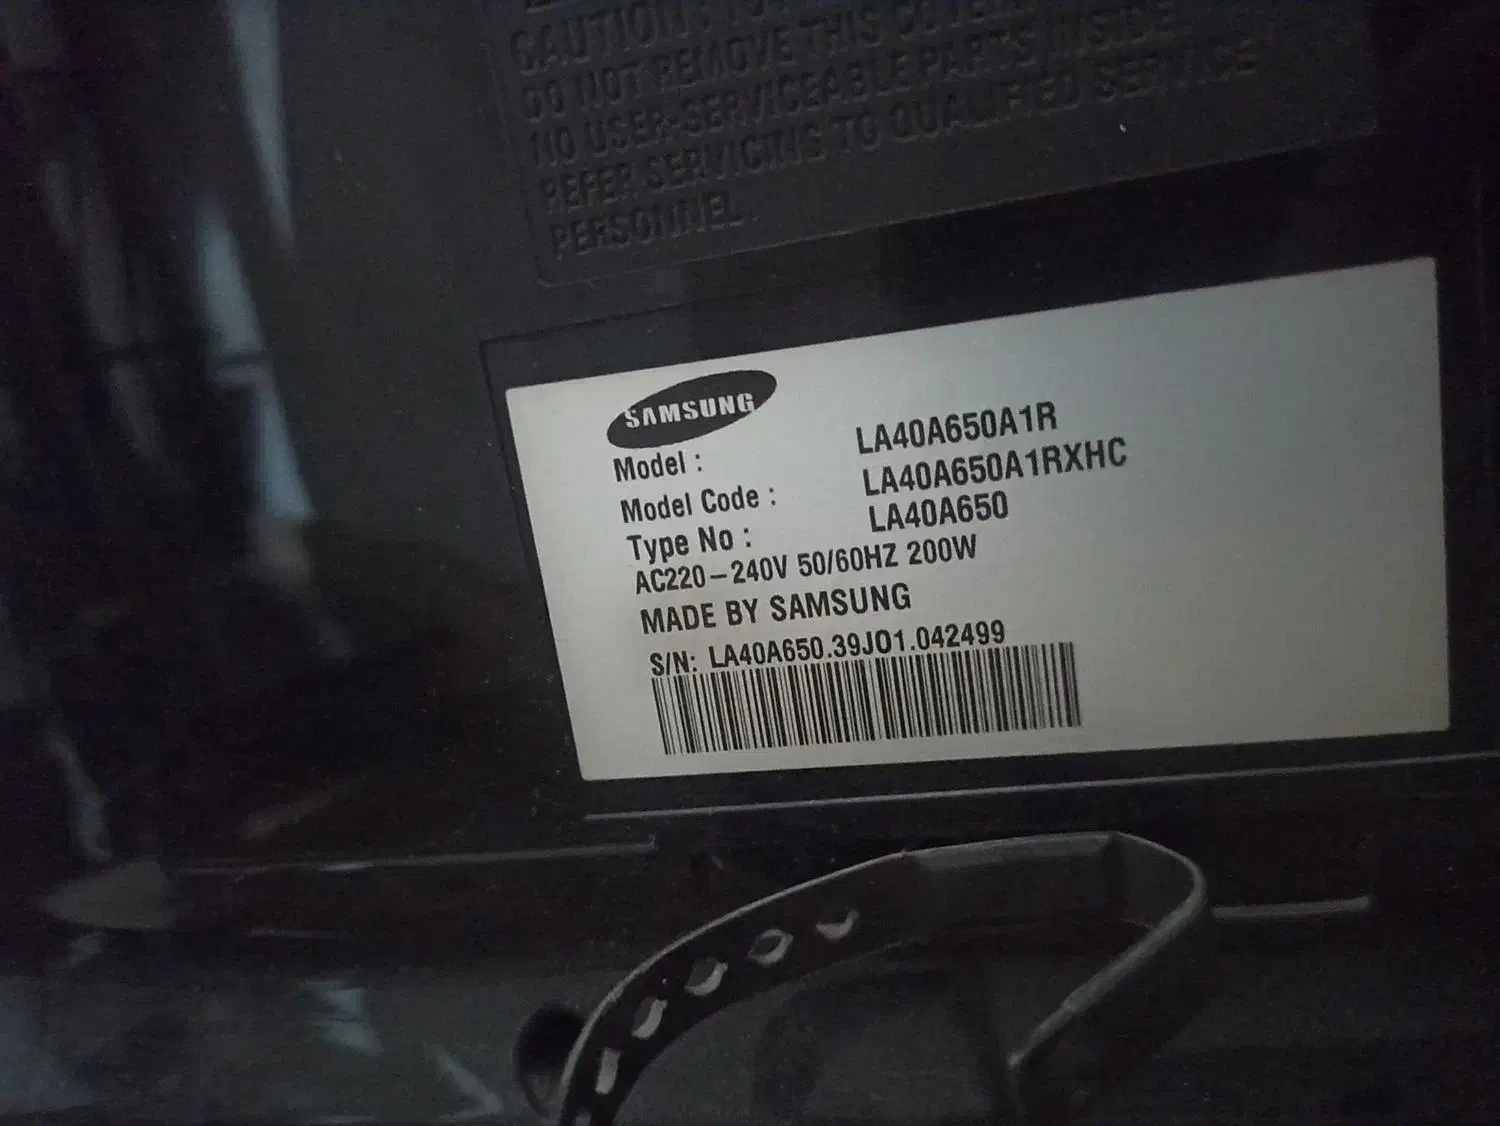 CAUTION:
DO NOT REMOVE THIS COVER
NO USER-SERVICEABLE PARTS INSIDE
REFER SERVICING TO QUALIFIED SERVICE
PERSONNEL.
SAMSUNG
Model : LA40A650A1R
Model Code : LA40A650A1RXHC
Type No : LA40A650
AC220-240V 50/60HZ 200W
MADE BY SAMSUNG
S/N: LA40A650.39JO1.042499